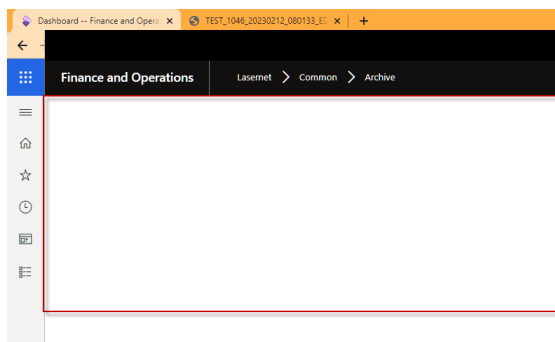 Dashboard -- Finance and Opera
TEST_1046_20230212_080133_E
Finance and Operations
Lasernet
Common
Archive